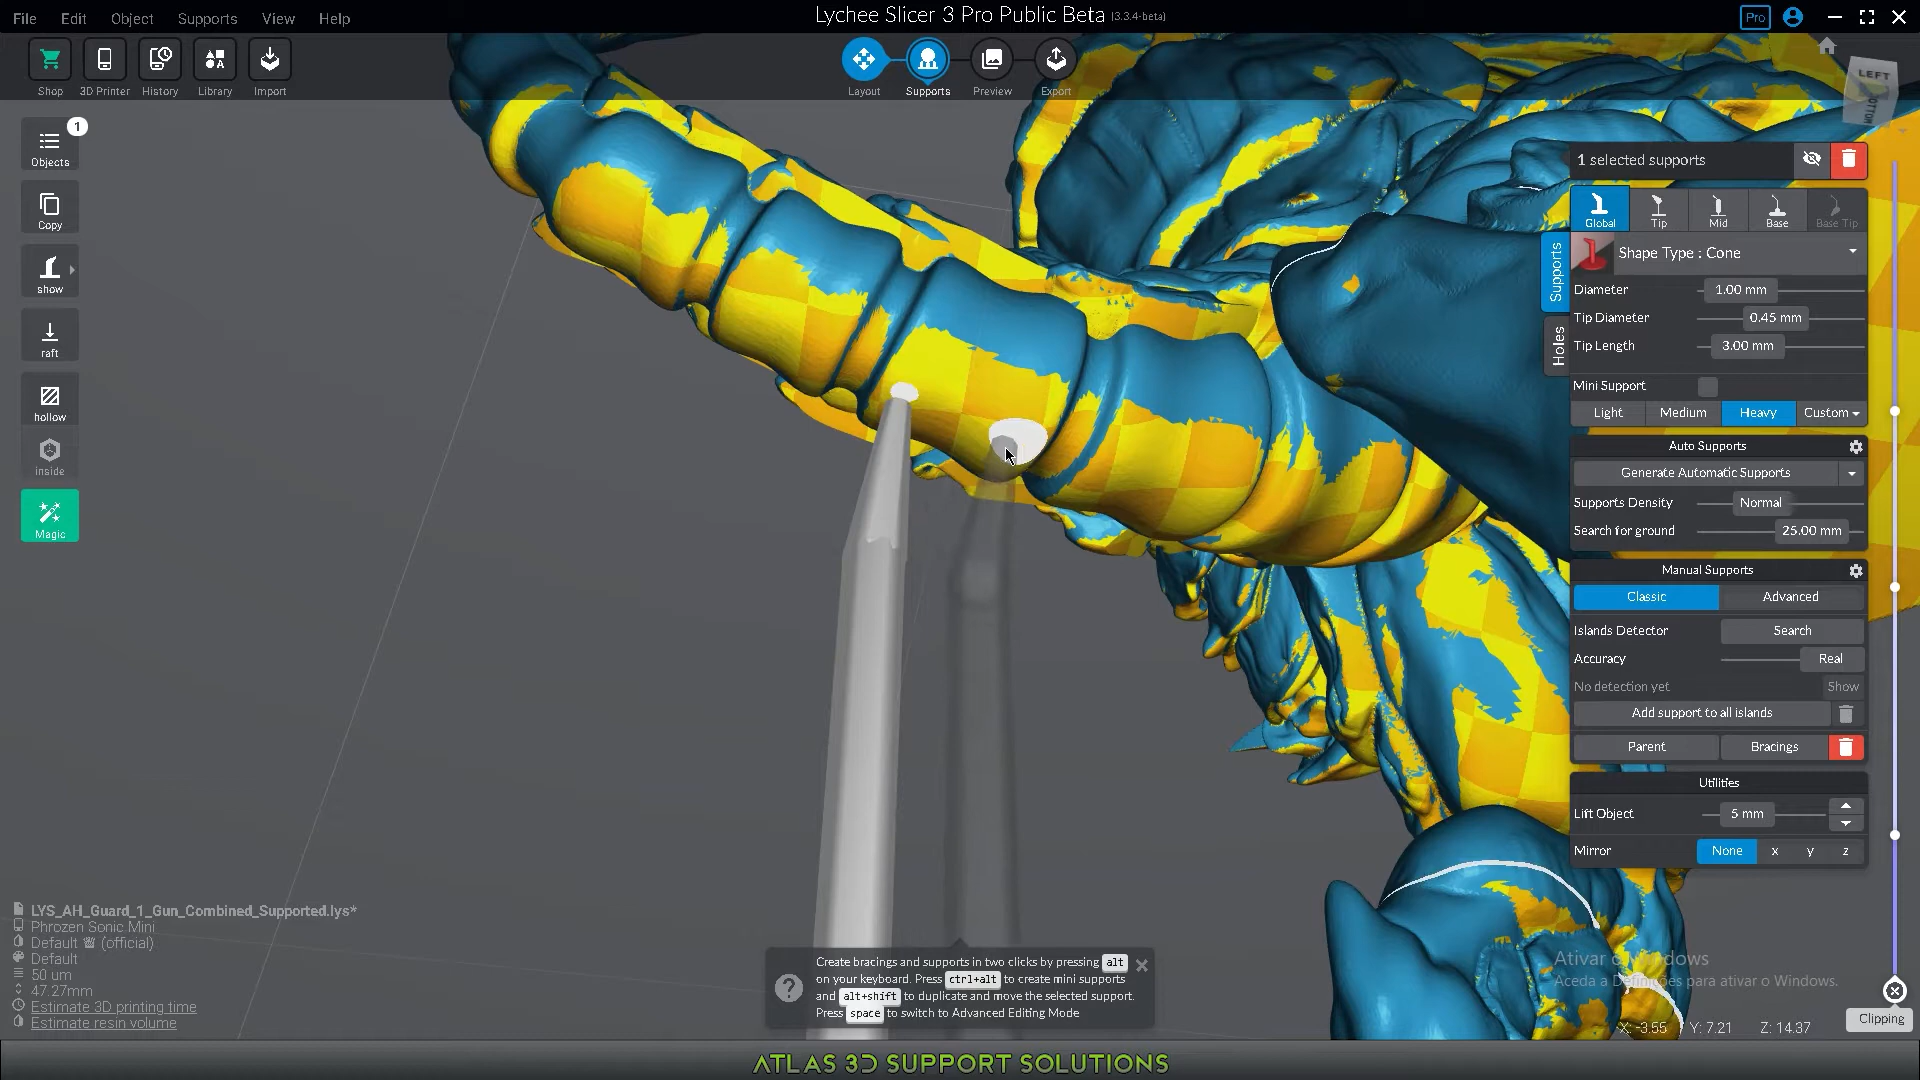 File Edit Object Supports View Help
Lychee Slicer 3 Pro Public Beta (3.3.4-beta)
Pro
Shop 3D Printer History Library Import
Layout Supports Preview Export
LEFT
BOTTOM
1
Objects
Copy
show
raft
hollow
inside
Magic
1 selected supports
Global Tip Mid Base Base Tip
Supports
Holes
Shape Type : Cone
Diameter 1.00 mm
Tip Diameter 0.45 mm
Tip Length 3.00 mm
Mini Support
Light Medium Heavy Custom
Auto Supports
Generate Automatic Supports
Supports Density Normal
Search for ground 25.00 mm
Manual Supports
Classic Advanced
Islands Detector Search
Accuracy Real
No detection yet Show
Add support to all islands
Parent Bracings
Utilities
Lift Object 5 mm
Mirror None x y z
LYS_AH_Guard_1_Gun_Combined_Supported.lys*
Phrozen Sonic Mini
Default (official)
Default
50 um
47.27mm
Estimate 3D printing time
Estimate resin volume
Create bracings and supports in two clicks by pressing alt
on your keyboard. Press ctrl+alt to create mini supports
and alt+shift to duplicate and move the selected support.
Press space to switch to Advanced Editing Mode
Aceda a Definições para ativar o Windows.
X: -3.55 Y: 7.21 Z: 14.37
Clipping
ATLAS 3D SUPPORT SOLUTIONS